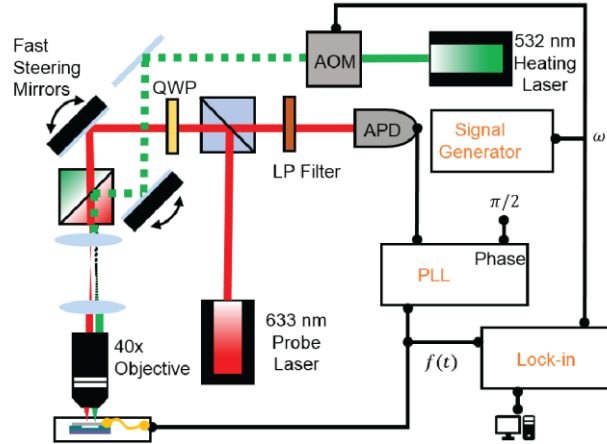 Fast
Steering
Mirrors
QWP
AOM
532 nm
Heating
Laser
LP Filter
APD
Signal
Generator
ω
π/2
Phase
PLL
633 nm
Probe
Laser
40x
Objective
f(t)
Lock-in